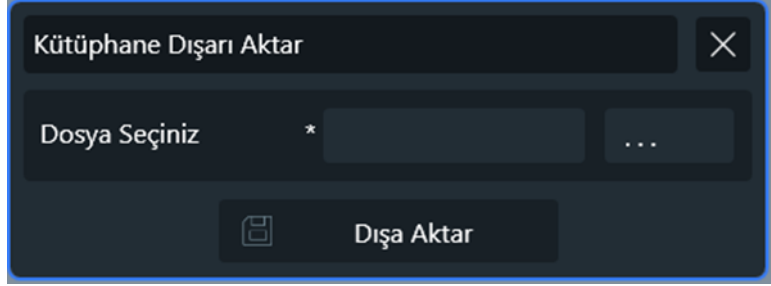 Kütüphane Dışarı Aktar
Dosya Seçiniz * ...
Dışa Aktar